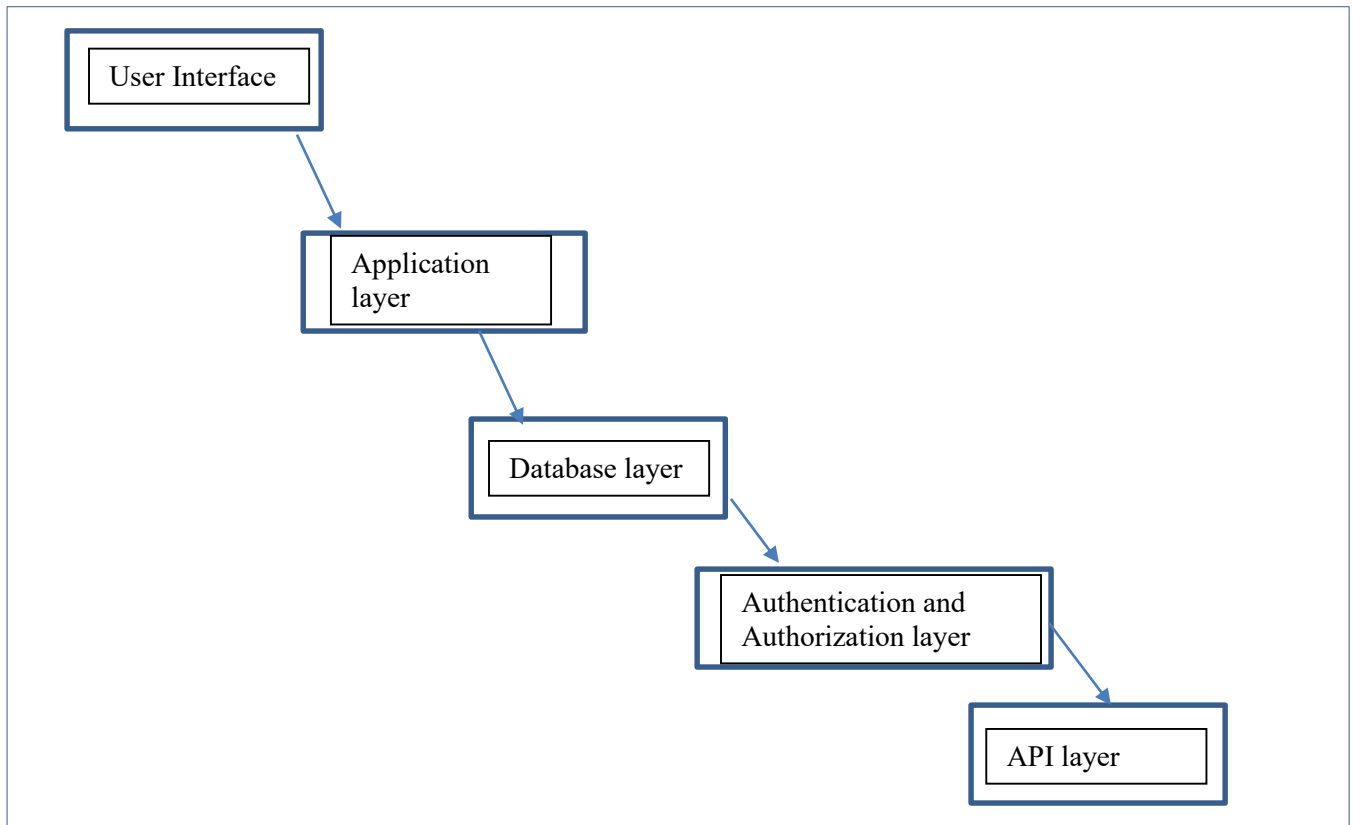 User Interface
Application
layer
Database layer
Authentication and
Authorization layer
API layer